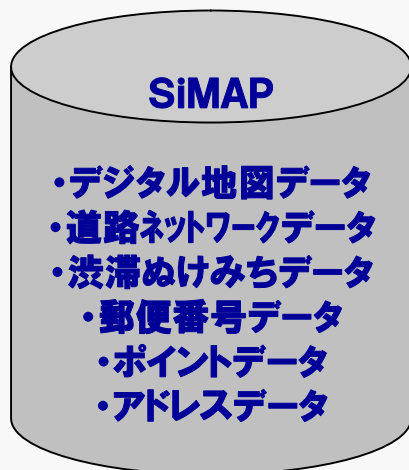 SiMAP
・デジタル地図データ
・道路ネットワークデータ
・渋滞ぬけみちデータ
・郵便番号データ
・ポイントデータ
・アドレスデータ